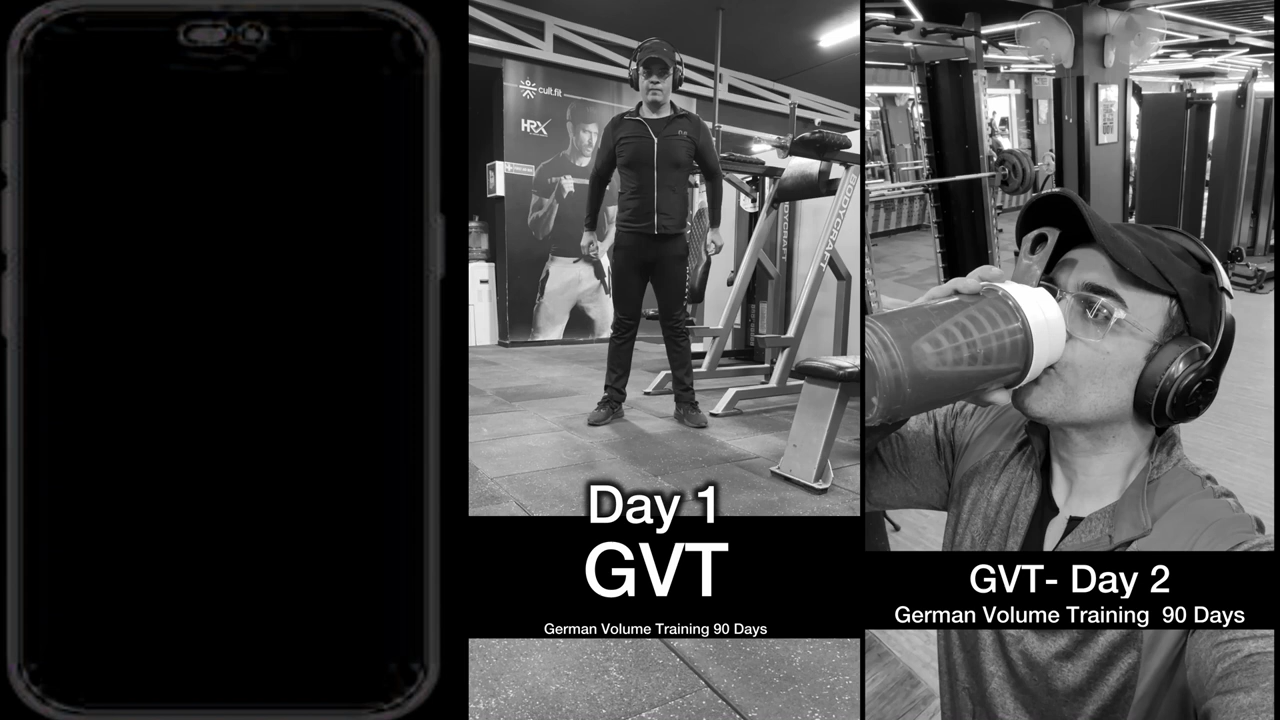 cult.fit
HRX
BODYCRAFT
BODYCRAFT
Day 1
GVT
German Volume Training 90 Days
GVT- Day 2
German Volume Training 90 Days